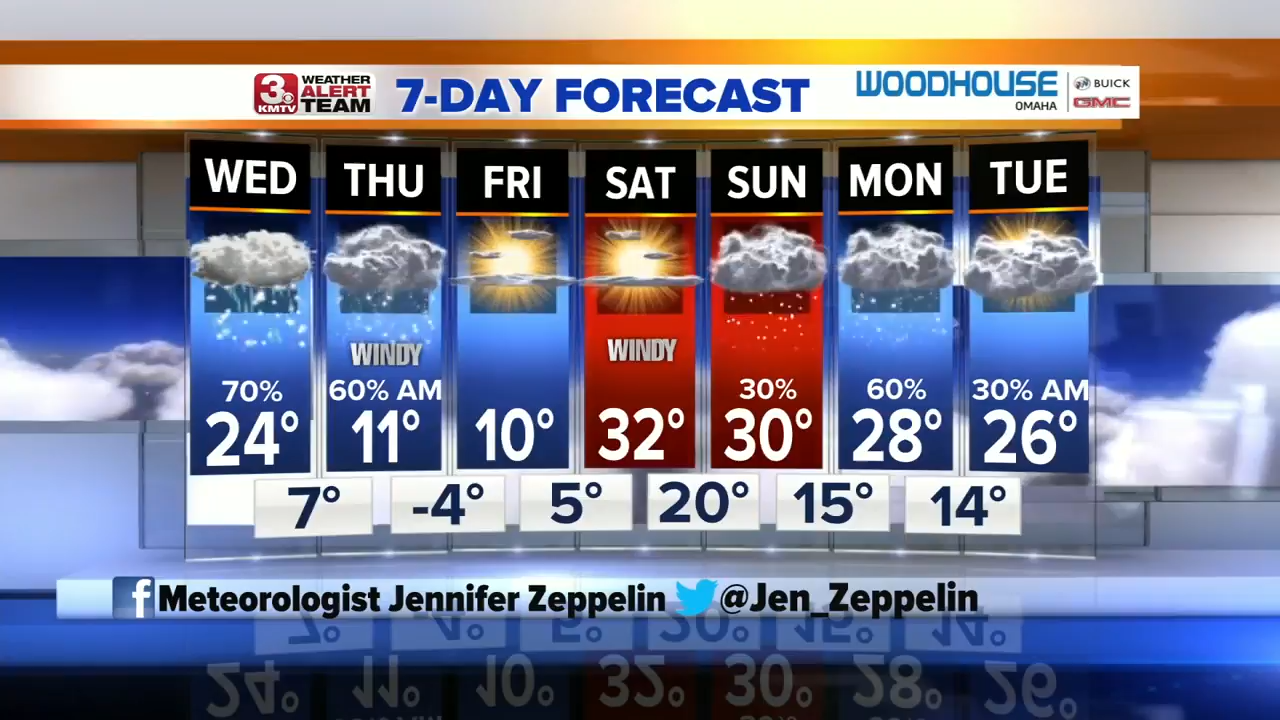 3 KMTV WEATHER ALERT TEAM
7-DAY FORECAST
WOODHOUSE
OMAHA
BUICK
GMC
WED THU FRI SAT SUN MON TUE
WINDY WINDY
70% 60% AM 30% 60% 30% AM
24° 11° 10° 32° 30° 28° 26°
7° -4° 5° 20° 15° 14°
f Meteorologist Jennifer Zeppelin @Jen_Zeppelin